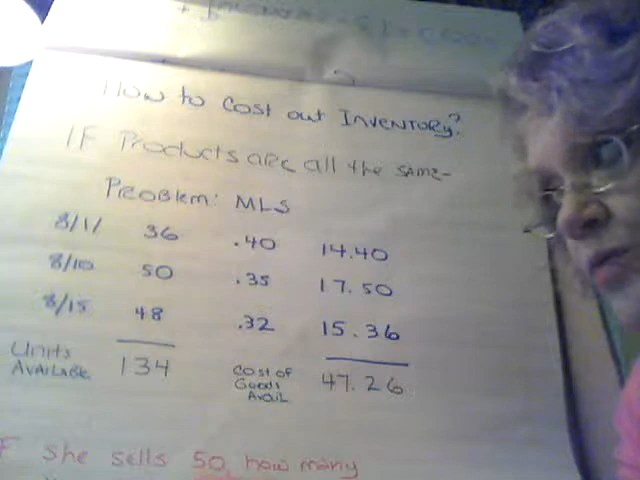 How to Cost out Inventory?
If Products are all the same-
Problem: MLS
8/1/ 36 .40 14.40
8/10 50 .35 17.50
8/15 48 .32 15.36
Units Available 134 Cost of Goods Avail 47.26
IF she sells 50, how many